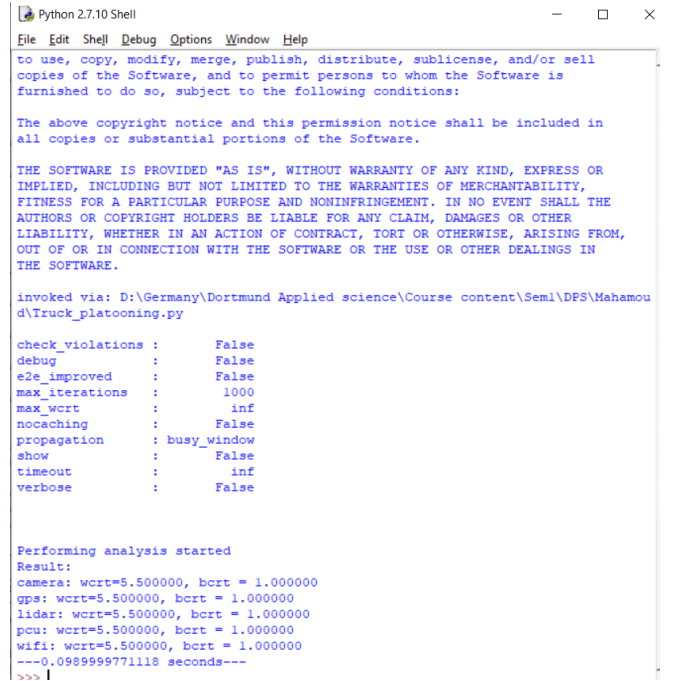 Python 2.7.10 Shell
File Edit Shell Debug Options Window Help
to use, copy, modify, merge, publish, distribute, sublicense, and/or sell
copies of the Software, and to permit persons to whom the Software is
furnished to do so, subject to the following conditions:
The above copyright notice and this permission notice shall be included in
all copies or substantial portions of the Software.
THE SOFTWARE IS PROVIDED "AS IS", WITHOUT WARRANTY OF ANY KIND, EXPRESS OR
IMPLIED, INCLUDING BUT NOT LIMITED TO THE WARRANTIES OF MERCHANTABILITY,
FITNESS FOR A PARTICULAR PURPOSE AND NONINFRINGEMENT. IN NO EVENT SHALL THE
AUTHORS OR COPYRIGHT HOLDERS BE LIABLE FOR ANY CLAIM, DAMAGES OR OTHER
LIABILITY, WHETHER IN AN ACTION OF CONTRACT, TORT OR OTHERWISE, ARISING FROM,
OUT OF OR IN CONNECTION WITH THE SOFTWARE OR THE USE OR OTHER DEALINGS IN
THE SOFTWARE.
invoked via: D:\Germany\Dortmund Applied science\Course content\Sem1\DPS\Mahamou
d\Truck_platooning.py
check_violations : False
debug : False
e2e_improved : False
max_iterations : 1000
max_wcrt : inf
nocaching : False
propagation : busy_window
show : False
timeout : inf
verbose : False
Performing analysis started
Result:
camera: wcrt=5.500000, bcrt = 1.000000
gps: wcrt=5.500000, bcrt = 1.000000
lidar: wcrt=5.500000, bcrt = 1.000000
pcu: wcrt=5.500000, bcrt = 1.000000
wifi: wcrt=5.500000, bcrt = 1.000000
---0.0989999771118 seconds---
>>>